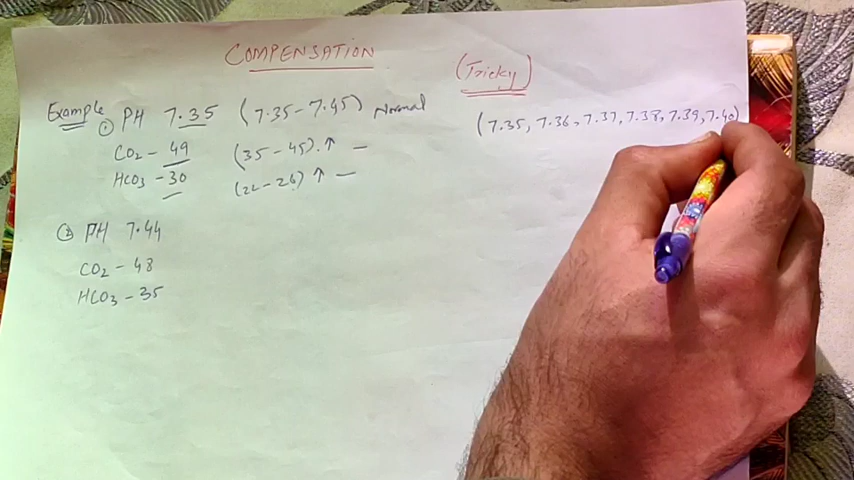 COMPENSATION
(Tricky)
Example
① PH 7.35 (7.35-7.45) Normal
CO2 - 49 (35-45).↑ -
HCO3 - 30 (22-26) ↑ -
(7.35, 7.36, 7.37, 7.38, 7.39, 7.40)
② PH 7.44
CO2 - 48
HCO3 - 35